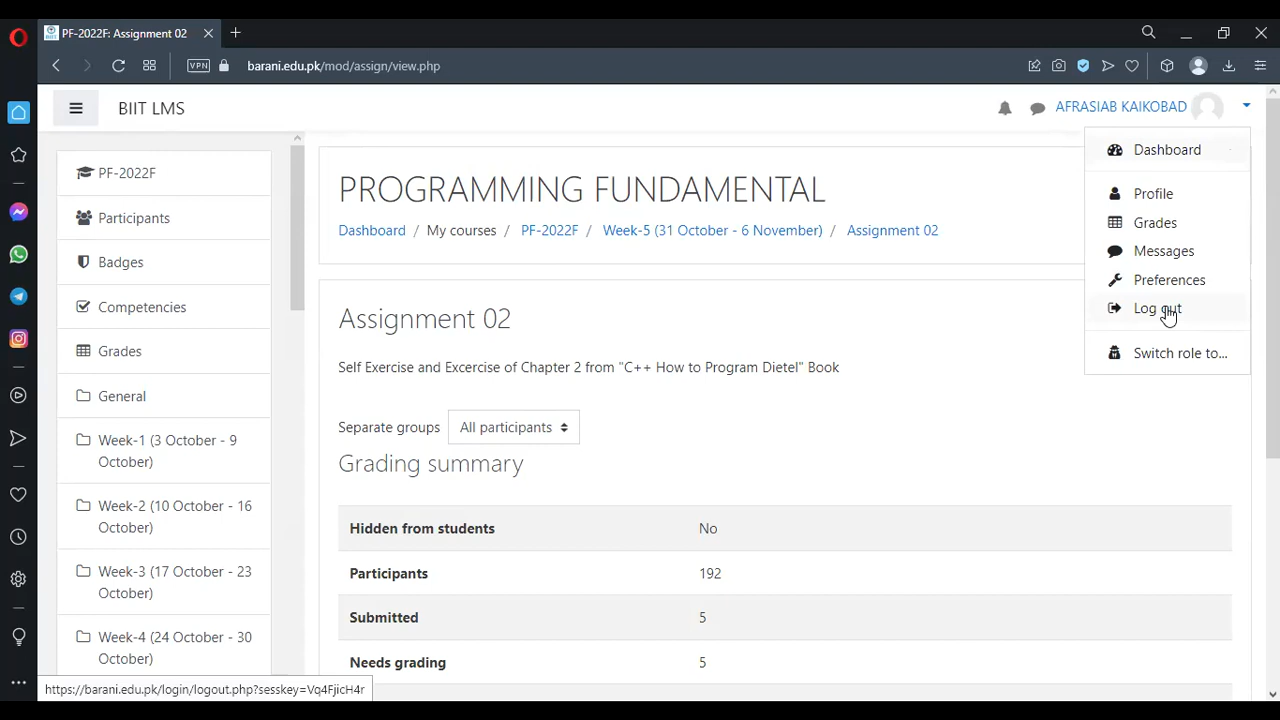 PF-2022F: Assignment 02
VPN
barani.edu.pk/mod/assign/view.php
BIIT LMS
AFRASIAB KAIKOBAD
PF-2022F
Participants
Badges
Competencies
Grades
General
Week-1 (3 October - 9
October)
Week-2 (10 October - 16
October)
Week-3 (17 October - 23
October)
Week-4 (24 October - 30
October)
PROGRAMMING FUNDAMENTAL
Dashboard / My courses / PF-2022F / Week-5 (31 October - 6 November) / Assignment 02
Assignment 02
Self Exercise and Excercise of Chapter 2 from "C++ How to Program Dietel" Book
Separate groups All participants
Grading summary
Hidden from students No
Participants 192
Submitted 5
Needs grading 5
Dashboard
Profile
Grades
Messages
Preferences
Log out
Switch role to...
https://barani.edu.pk/login/logout.php?sesskey=Vq4FjicH4r